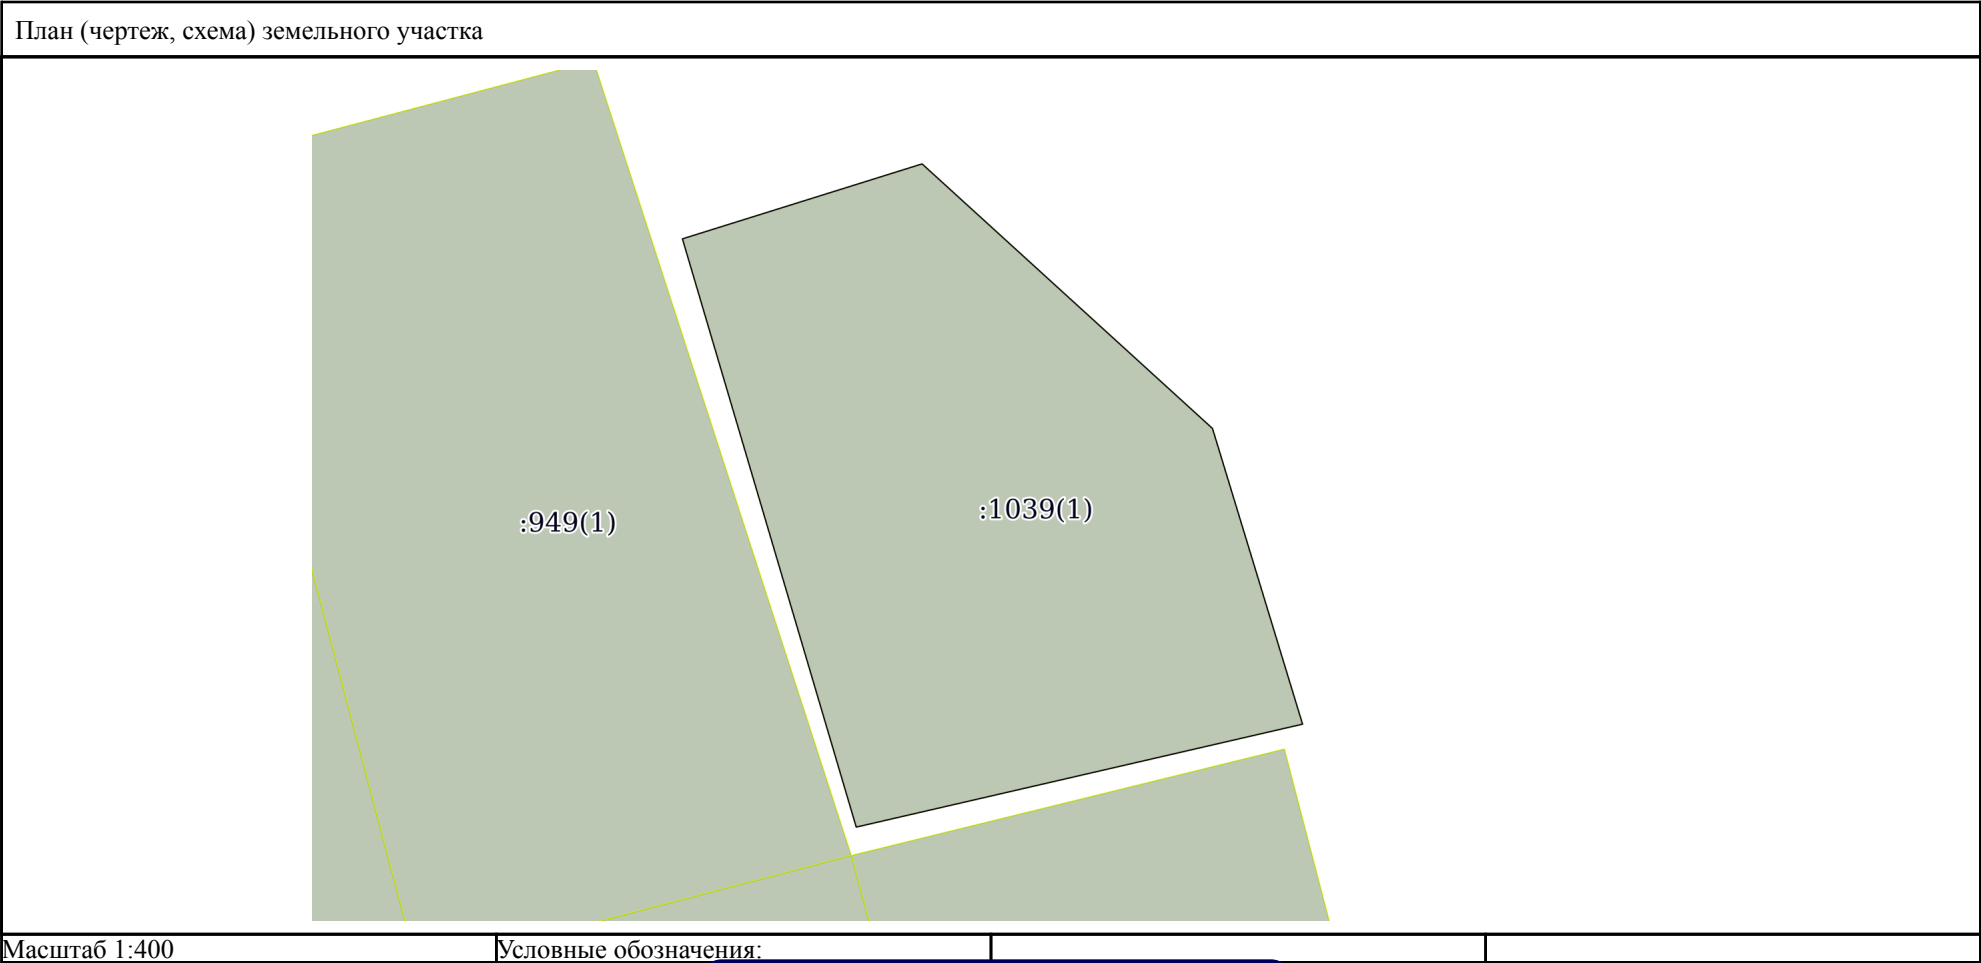 План (чертеж, схема) земельного участка
:949(1)
:1039(1)
Масштаб 1:400
Условные обозначения: